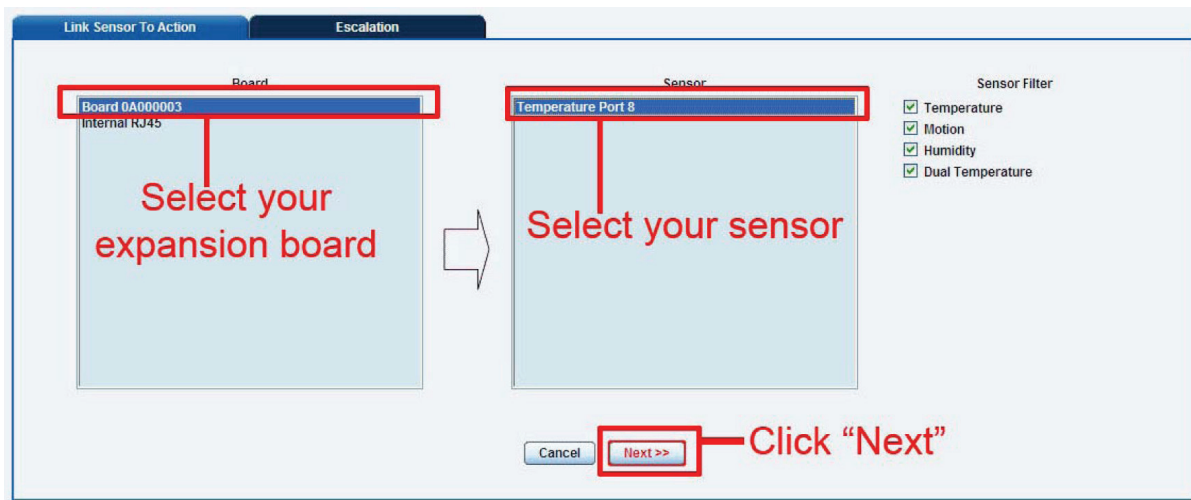 Link Sensor To Action
Escalation
Board
Board 0A000003
Internal RJ45
Select your
expansion board
Sensor
Temperature Port 8
Select your sensor
Sensor Filter
Temperature
Motion
Humidity
Dual Temperature
Cancel
Next >>
Click “Next”